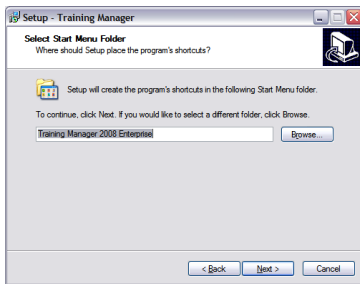 Setup - Training Manager
Select Start Menu Folder
Where should Setup place the program's shortcuts?
Setup will create the program's shortcuts in the following Start Menu folder.
To continue, click Next. If you would like to select a different folder, click Browse.
Training Manager 2008 Enterprise
Browse...
< Back
Next >
Cancel